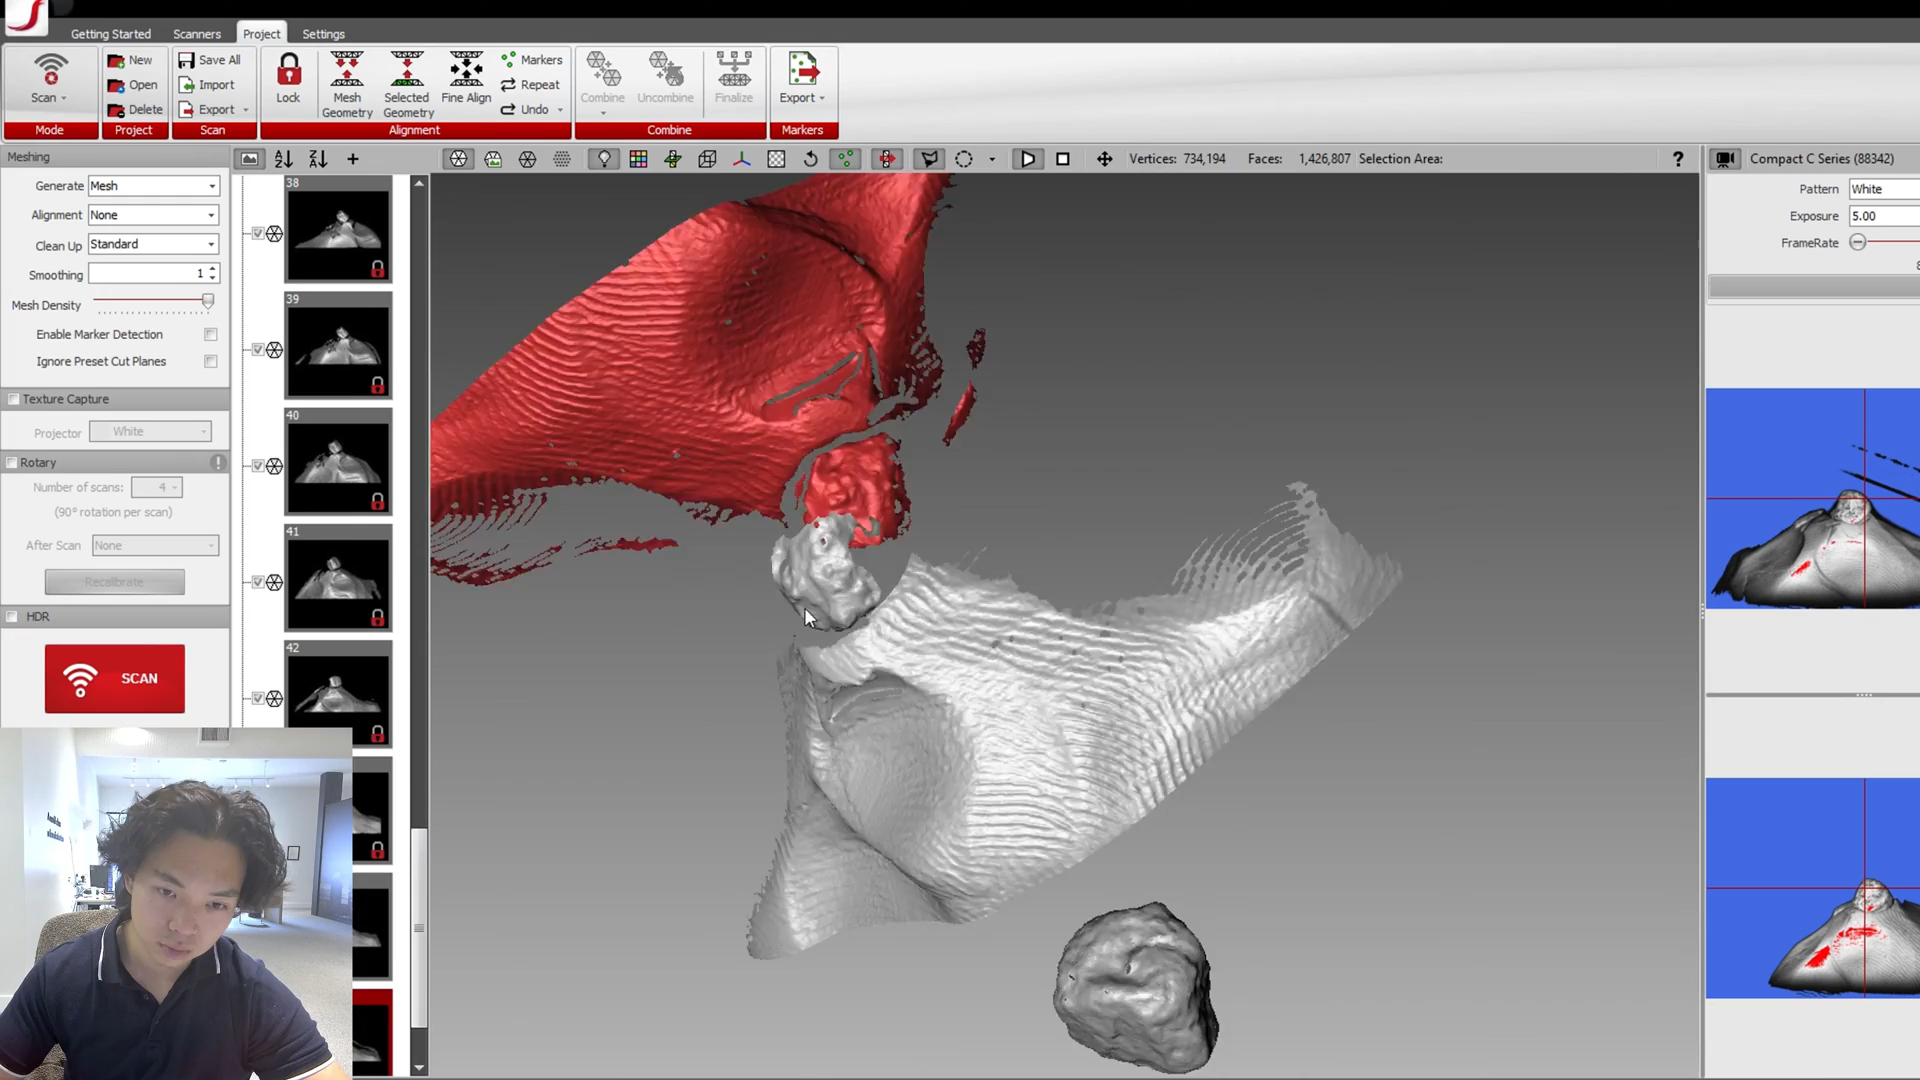 Getting Started Scanners Project Settings
Scan
Mode
New
Open
Delete
Project
Save All
Import
Export
Scan
Lock
Mesh Geometry
Selected Geometry
Fine Align
Markers
Repeat
Undo
Alignment
Combine
Uncombine
Finalize
Combine
Export
Markers
Meshing
Generate Mesh
Alignment None
Clean Up Standard
Smoothing 1
Mesh Density
Enable Marker Detection
Ignore Preset Cut Planes
Texture Capture
Projector White
Rotary !
Number of scans: 4
(90° rotation per scan)
After Scan None
Recalibrate
HDR
SCAN
38
39
40
41
42
Vertices: 734,194 Faces: 1,426,807 Selection Area:
?
Compact C Series (88342)
Pattern White
Exposure 5.00
FrameRate